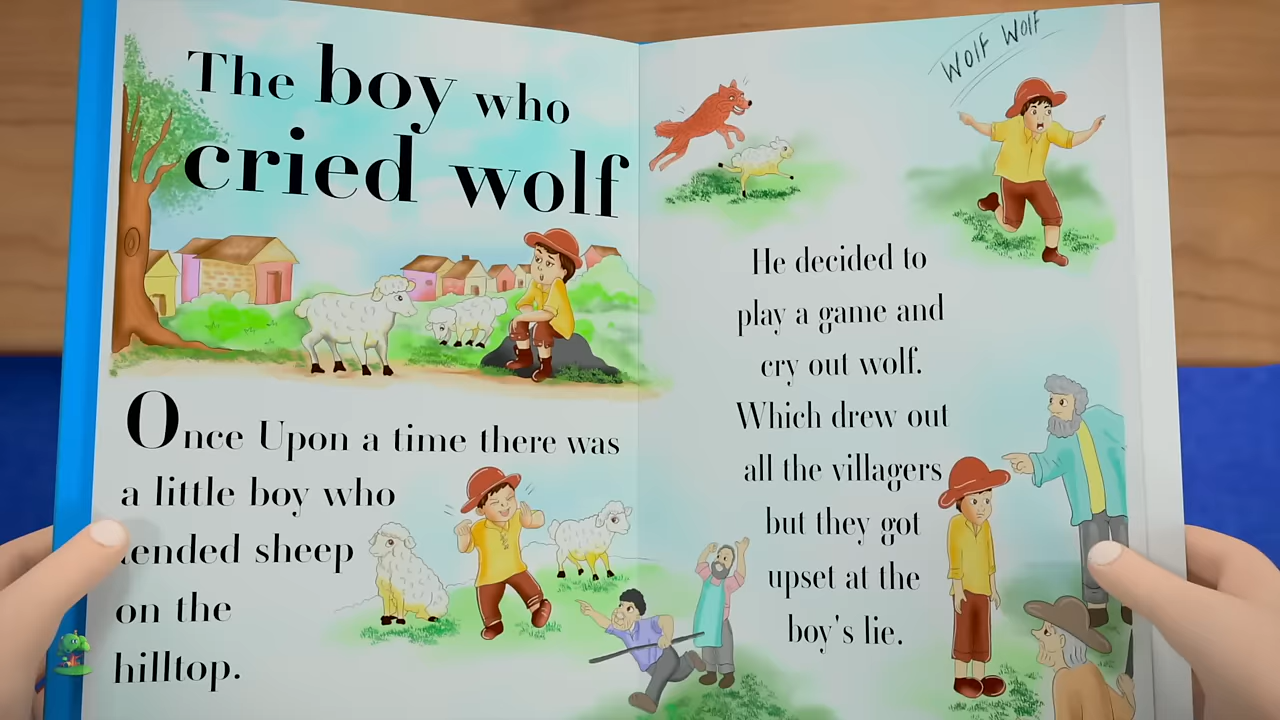 The boy who
cried wolf
Once Upon a time there was
a little boy who
tended sheep
on the
hilltop.
Wolf Wolf
He decided to
play a game and
cry out wolf.
Which drew out
all the villagers
but they got
upset at the
boy's lie.